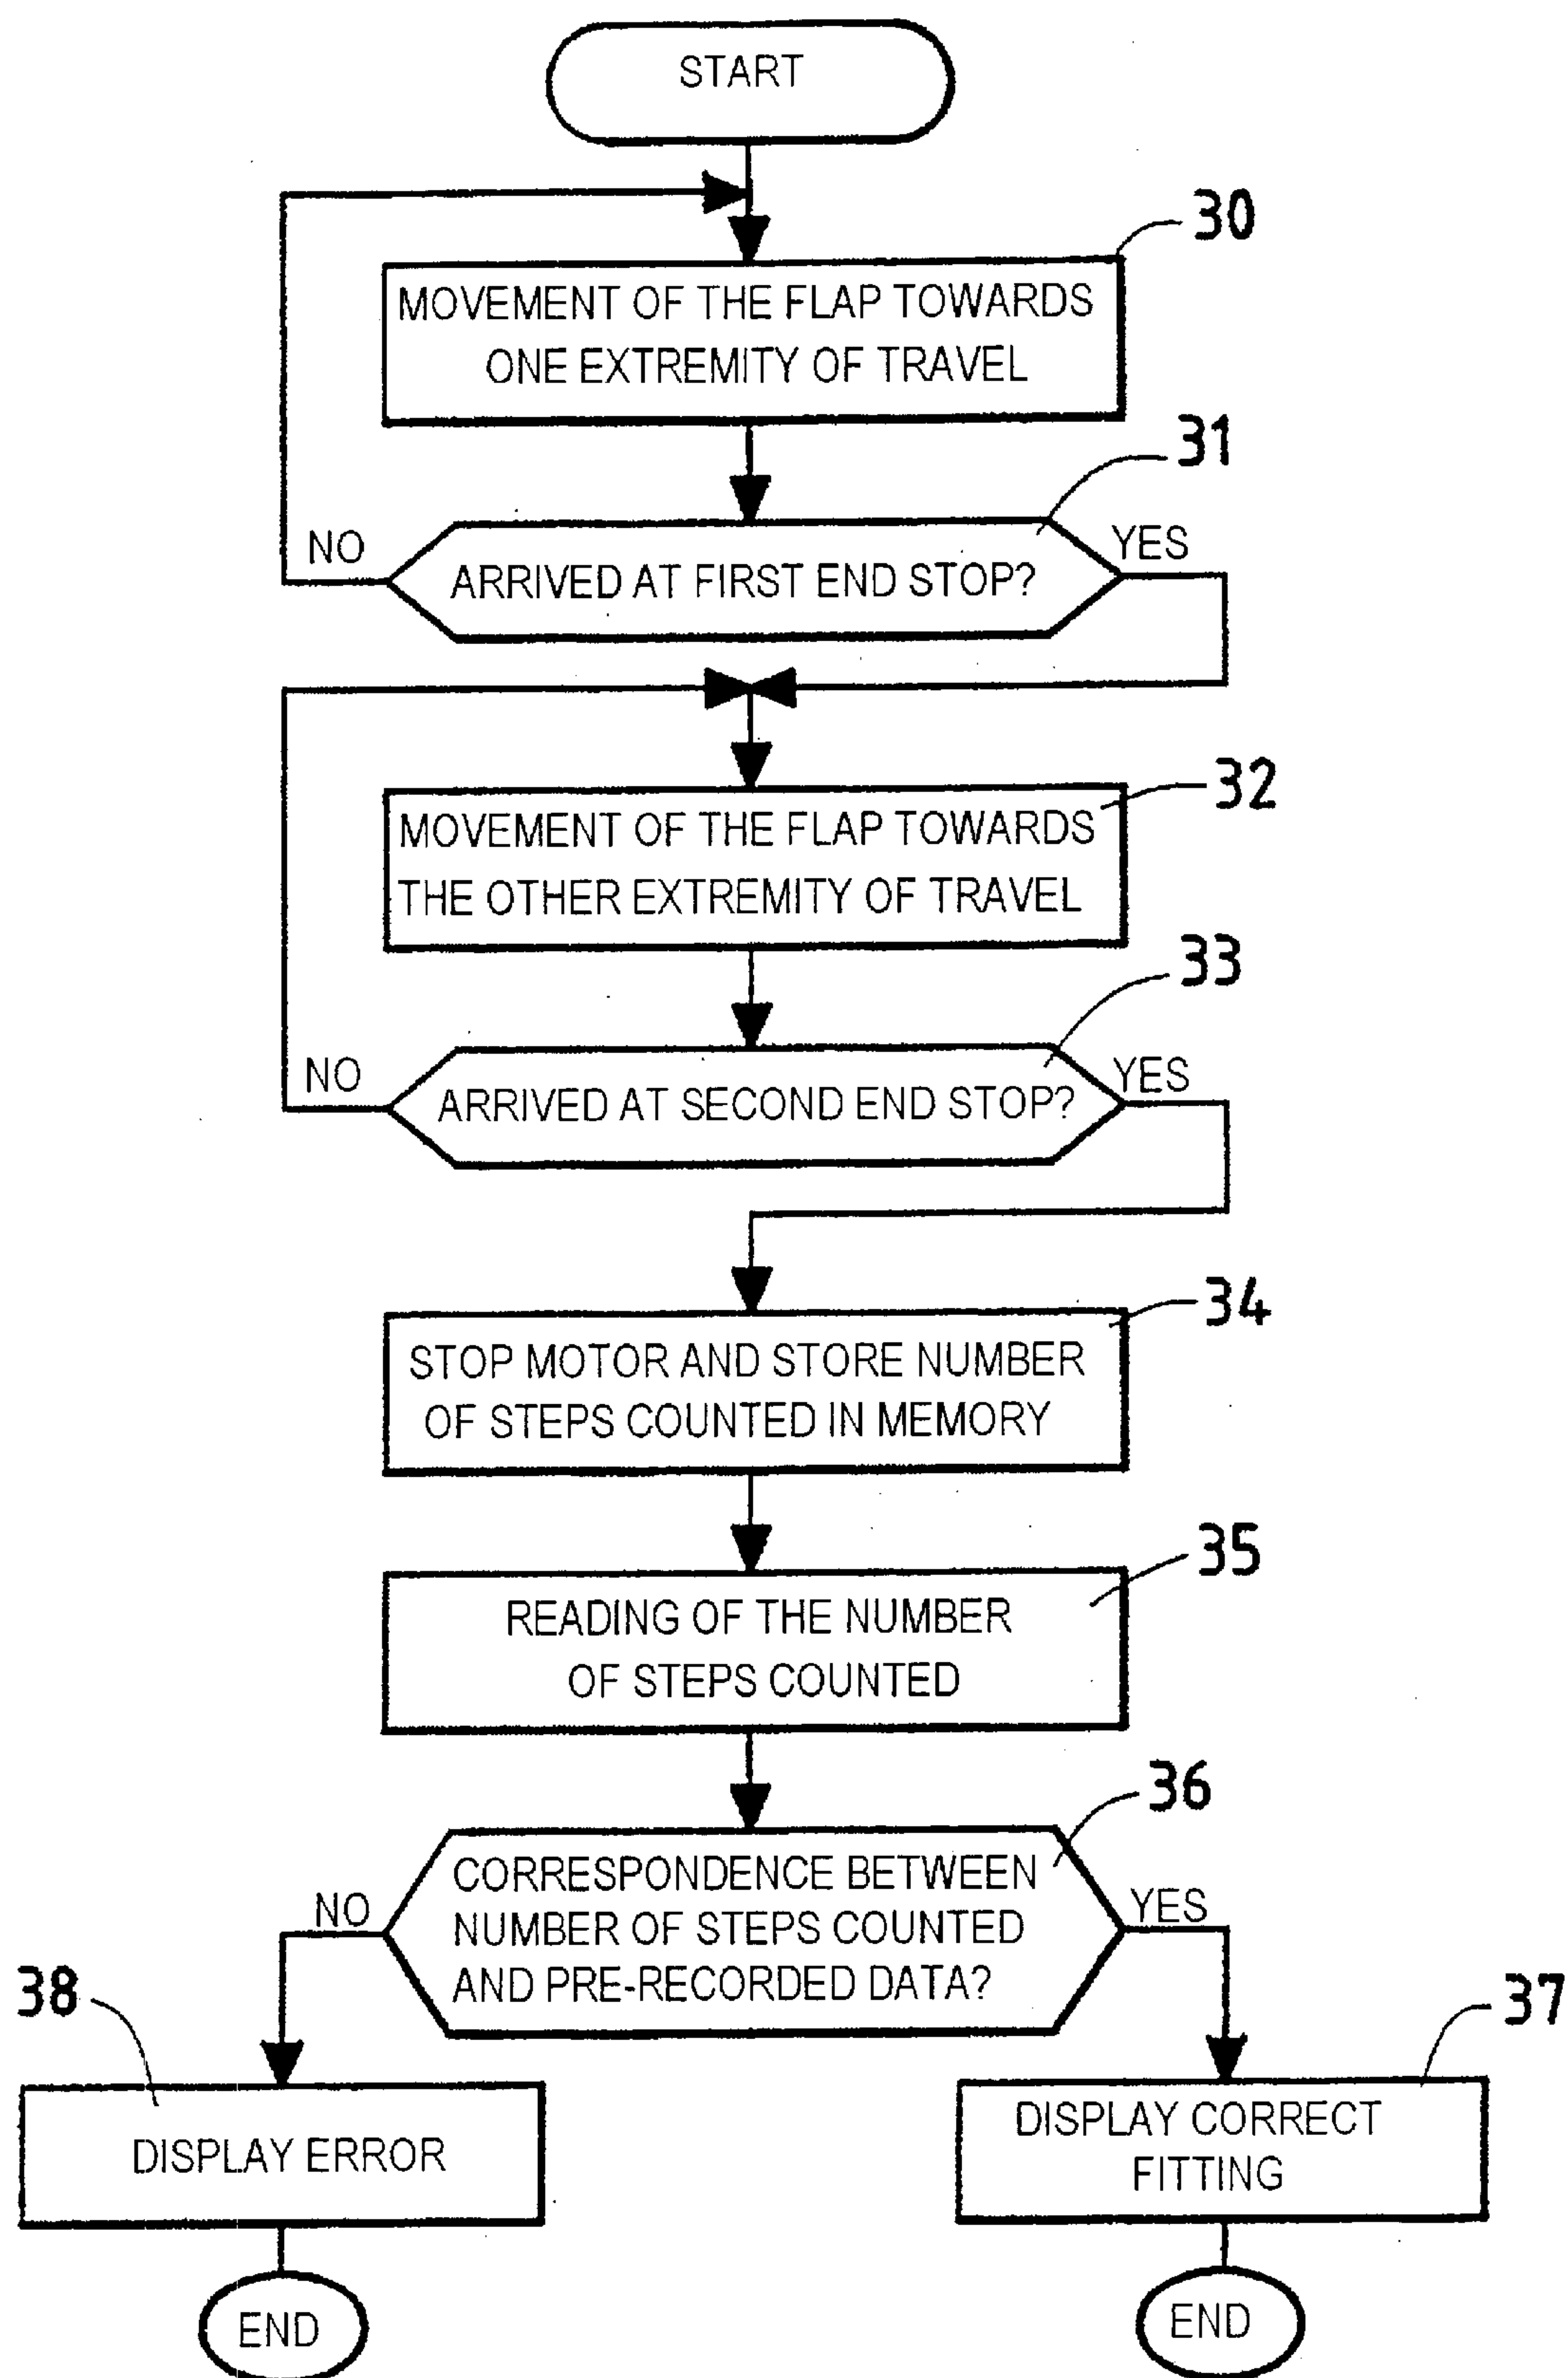 START
30
MOVEMENT OF THE FLAP TOWARDS
ONE EXTREMITY OF TRAVEL
31
NO
YES
ARRIVED AT FIRST END STOP?
32
MOVEMENT OF THE FLAP TOWARDS
THE OTHER EXTREMITY OF TRAVEL
33
NO
YES
ARRIVED AT SECOND END STOP?
34
STOP MOTOR AND STORE NUMBER
OF STEPS COUNTED IN MEMORY
35
READING OF THE NUMBER
OF STEPS COUNTED
36
CORRESPONDENCE BETWEEN
NO
YES
NUMBER OF STEPS COUNTED
AND PRE-RECORDED DATA?
38
37
DISPLAY ERROR
DISPLAY CORRECT
FITTING
END
END